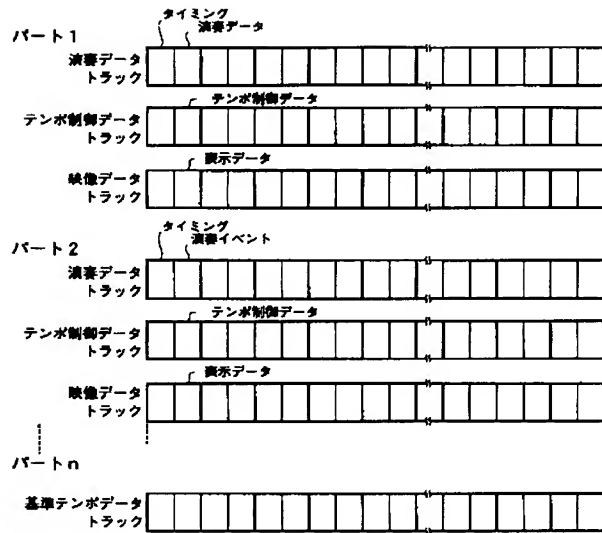 パート1
タイミング
演奏データ
演奏データ
トラック
テンポ制御データ
テンポ制御データ
トラック
表示データ
映像データ
トラック
パート2
タイミング
演奏イベント
演奏データ
トラック
テンポ制御データ
テンポ制御データ
トラック
表示データ
映像データ
トラック
パートn
基準テンポデータ
トラック